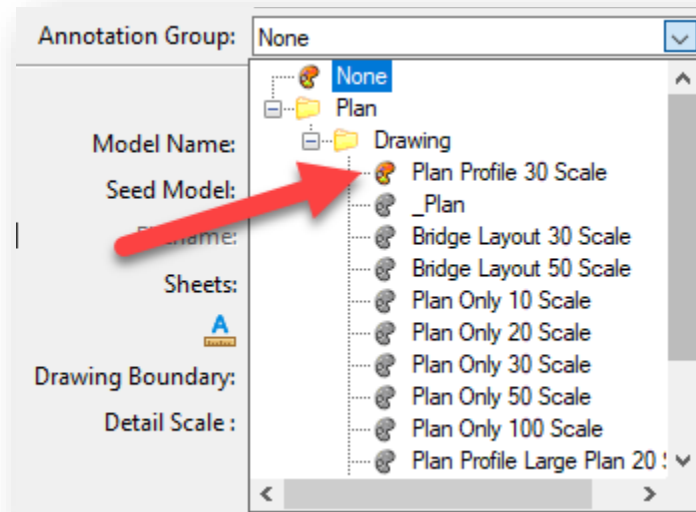 Annotation Group: None
None
Plan
Drawing
Model Name:
Plan Profile 30 Scale
Seed Model:
_Plan
Bridge Layout 30 Scale
Sheets:
Bridge Layout 50 Scale
Plan Only 10 Scale
A
Plan Only 20 Scale
Plan Only 30 Scale
Drawing Boundary:
Plan Only 50 Scale
Detail Scale :
Plan Only 100 Scale
Plan Profile Large Plan 20